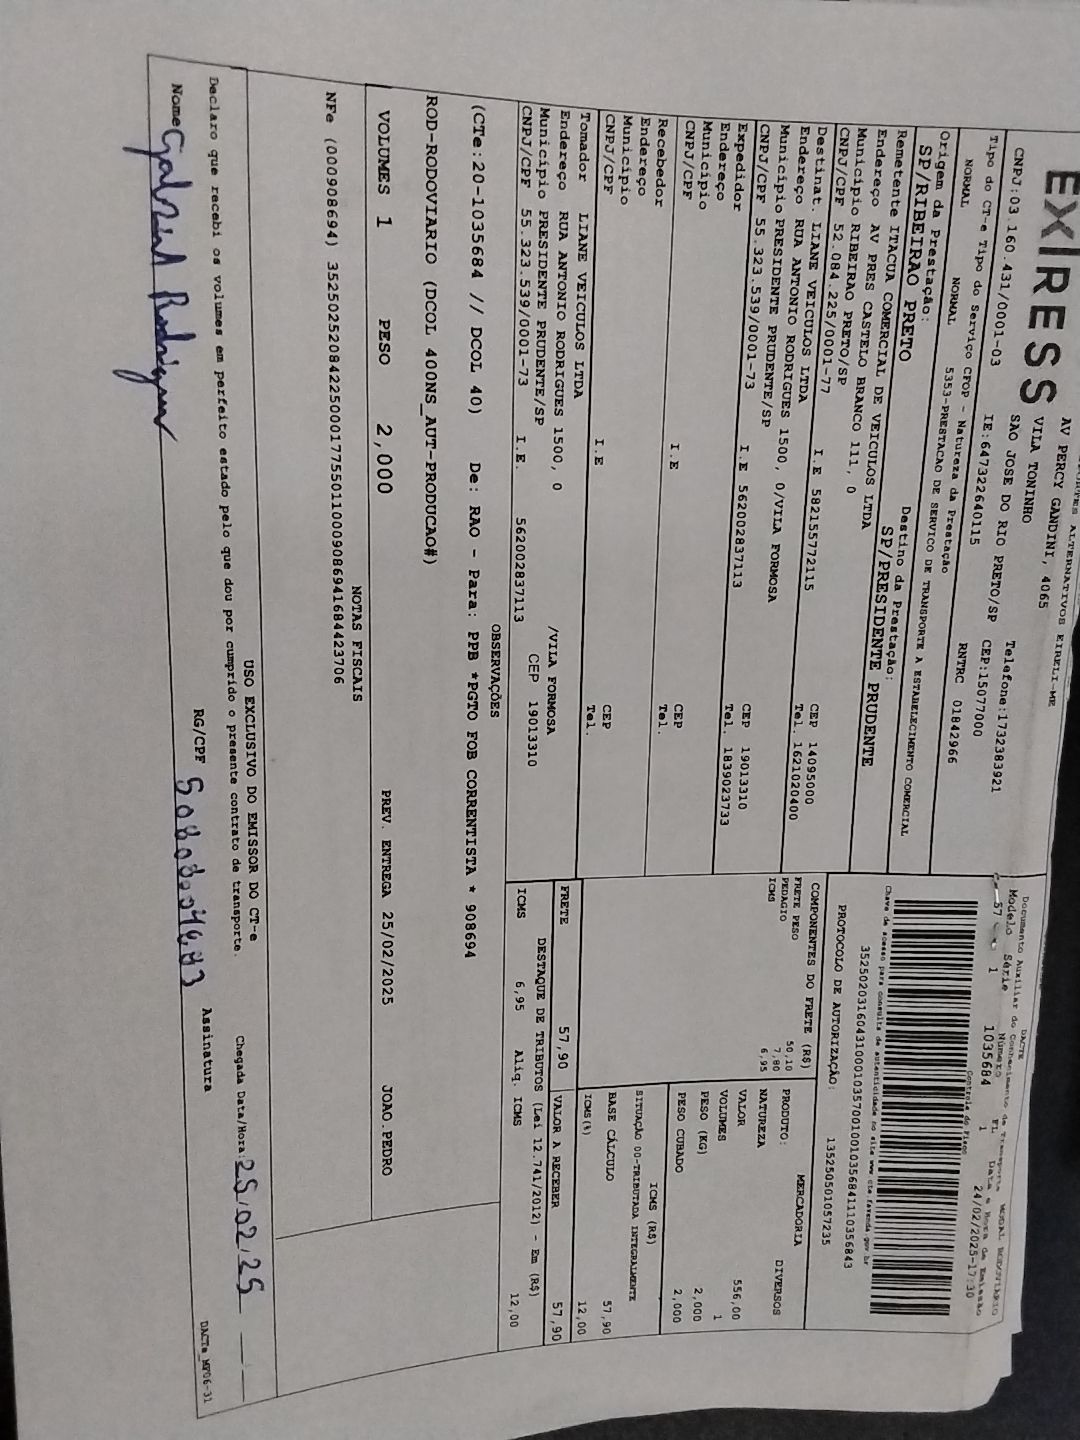 EXPRESS
AV PERCY GANDINI, 4065
VILA TONINHO
SAO JOSE DO RIO PRETO/SP
Telefone:1732383921
CNPJ:03.160.431/0001-03
IE:647322640115
CEP:15077000
Tipo do CT-e Tipo do Serviço CFOP - Natureza da Prestação
RNTRC 01842966
NORMAL NORMAL 5353-PRESTACAO DE SERVICO DE TRANSPORTE A ESTABELECIMENTO COMERCIAL
Origem da Prestação:
SP/RIBEIRAO PRETO
Destino da Prestação:
SP/PRESIDENTE PRUDENTE
Remetente ITACUA COMERCIAL DE VEICULOS LTDA
Endereço AV PRES CASTELO BRANCO 111, 0
Município RIBEIRAO PRETO/SP CEP 14095000
CNPJ/CPF 52.084.225/0001-77 I.E 582155772115 Tel. 1621020400
Destinat. LIANE VEICULOS LTDA
Endereço RUA ANTONIO RODRIGUES 1500, 0/VILA FORMOSA
Município PRESIDENTE PRUDENTE/SP CEP 19013310
CNPJ/CPF 55.323.539/0001-73 I.E 562002837113 Tel. 1839023733
Expedidor
Endereço
Município CEP
CNPJ/CPF I.E Tel.
Recebedor
Endereço
Município CEP
CNPJ/CPF I.E Tel.
Tomador LIANE VEICULOS LTDA
Endereço RUA ANTONIO RODRIGUES 1500, 0 /VILA FORMOSA
Município PRESIDENTE PRUDENTE/SP CEP 19013310
CNPJ/CPF 55.323.539/0001-73 I.E. 562002837113
DACTE
Documento Auxiliar do Conhecimento de Transporte MODAL RODOVIARIO
Modelo Série Número FL Data e Hora de Emissão
57 1 1035684 1 24/02/2025-17:30
Controle do Fisco
Chave de acesso para consulta de autenticidade no site www.cte.fazenda.gov.br
35250203160431000103570010010356841110356843
PROTOCOLO DE AUTORIZAÇÃO: 135250501057235
COMPONENTES DO FRETE (R$)
FRETE PESO 50,10
PEDAGIO 7,80
ICMS 6,95
PRODUTO: MERCADORIA
NATUREZA DIVERSOS
VALOR 556,00
VOLUMES 1
PESO (KG) 2,000
PESO CUBADO 2,000
ICMS (R$)
SITUAÇÃO 00-TRIBUTADA INTEGRALMENTE
BASE CÁLCULO 57,90
ICMS(%) 12,00
FRETE 57,90
VALOR A RECEBER 57,90
DESTAQUE DE TRIBUTOS (Lei 12.741/2012) - Em (R$)
ICMS 6,95 Aliq. ICMS 12,00
OBSERVAÇÕES
(CTe:20-1035684 // DCOL 40) De: RAO - Para: PPB *PGTO FOB CORRENTISTA * 908694
ROD-RODOVIARIO (DCOL 400NS_AUT-PRODUCAO#)
VOLUMES 1 PESO 2,000 PREV. ENTREGA 25/02/2025 JOAO.PEDRO
NOTAS FISCAIS
NFe (000908694) 35250252084225000177550110009086941684423706
USO EXCLUSIVO DO EMISSOR DO CT-e
Declaro que recebi os volumes em perfeito estado pelo que dou por cumprido o presente contrato de transporte.
Chegada Data/Hora: 25/02/25
Nome Gabriel Rodrigues
RG/CPF
Assinatura
DACTe_MP06-31